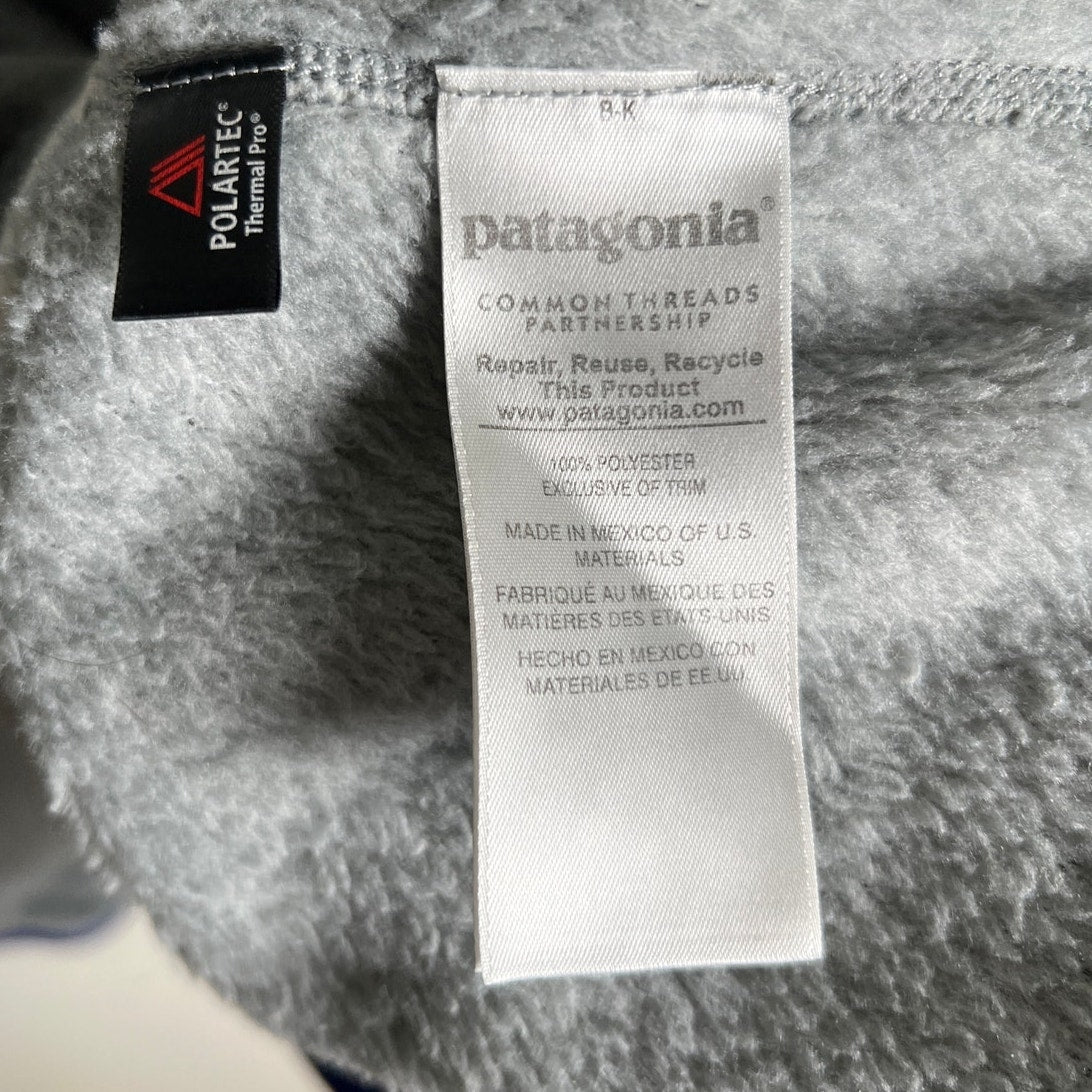 POLARTEC®
Thermal Pro®
8-K
patagonia®
COMMON THREADS
PARTNERSHIP
Repair, Reuse, Recycle
This Product
www.patagonia.com
100% POLYESTER
EXCLUSIVE OF TRIM
MADE IN MEXICO OF U.S.
MATERIALS
FABRIQUÉ AU MEXIQUE DES
MATIÈRES DES ÉTATS-UNIS
HECHO EN MEXICO CON
MATERIALES DE EE.UU.